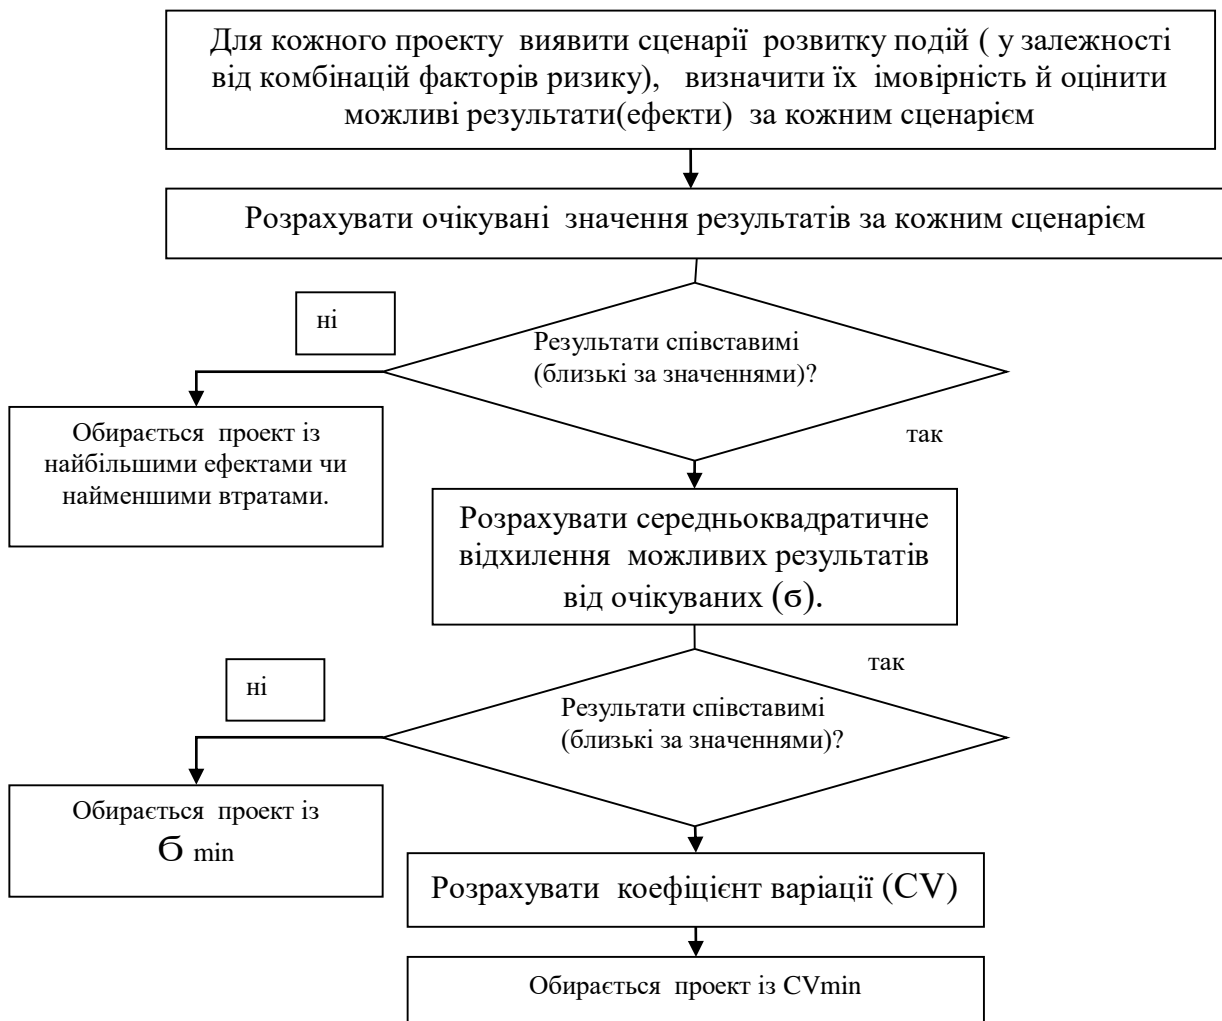 Для кожного проекту виявити сценарії розвитку подій ( у залежності
від комбінацій факторів ризику), визначити їх імовірність й оцінити
можливі результати(ефекти) за кожним сценарієм
Розрахувати очікувані значення результатів за кожним сценарієм
ні
Результати співставимі
(близькі за значеннями)?
Обирається проект із
найбільшими ефектами чи
найменшими втратами.
так
Розрахувати середньоквадратичне
відхилення можливих результатів
від очікуваних (б).
ні
так
Результати співставимі
(близькі за значеннями)?
Обирається проект із
б min
Розрахувати коефіцієнт варіації (CV)
Обирається проект із CVmin